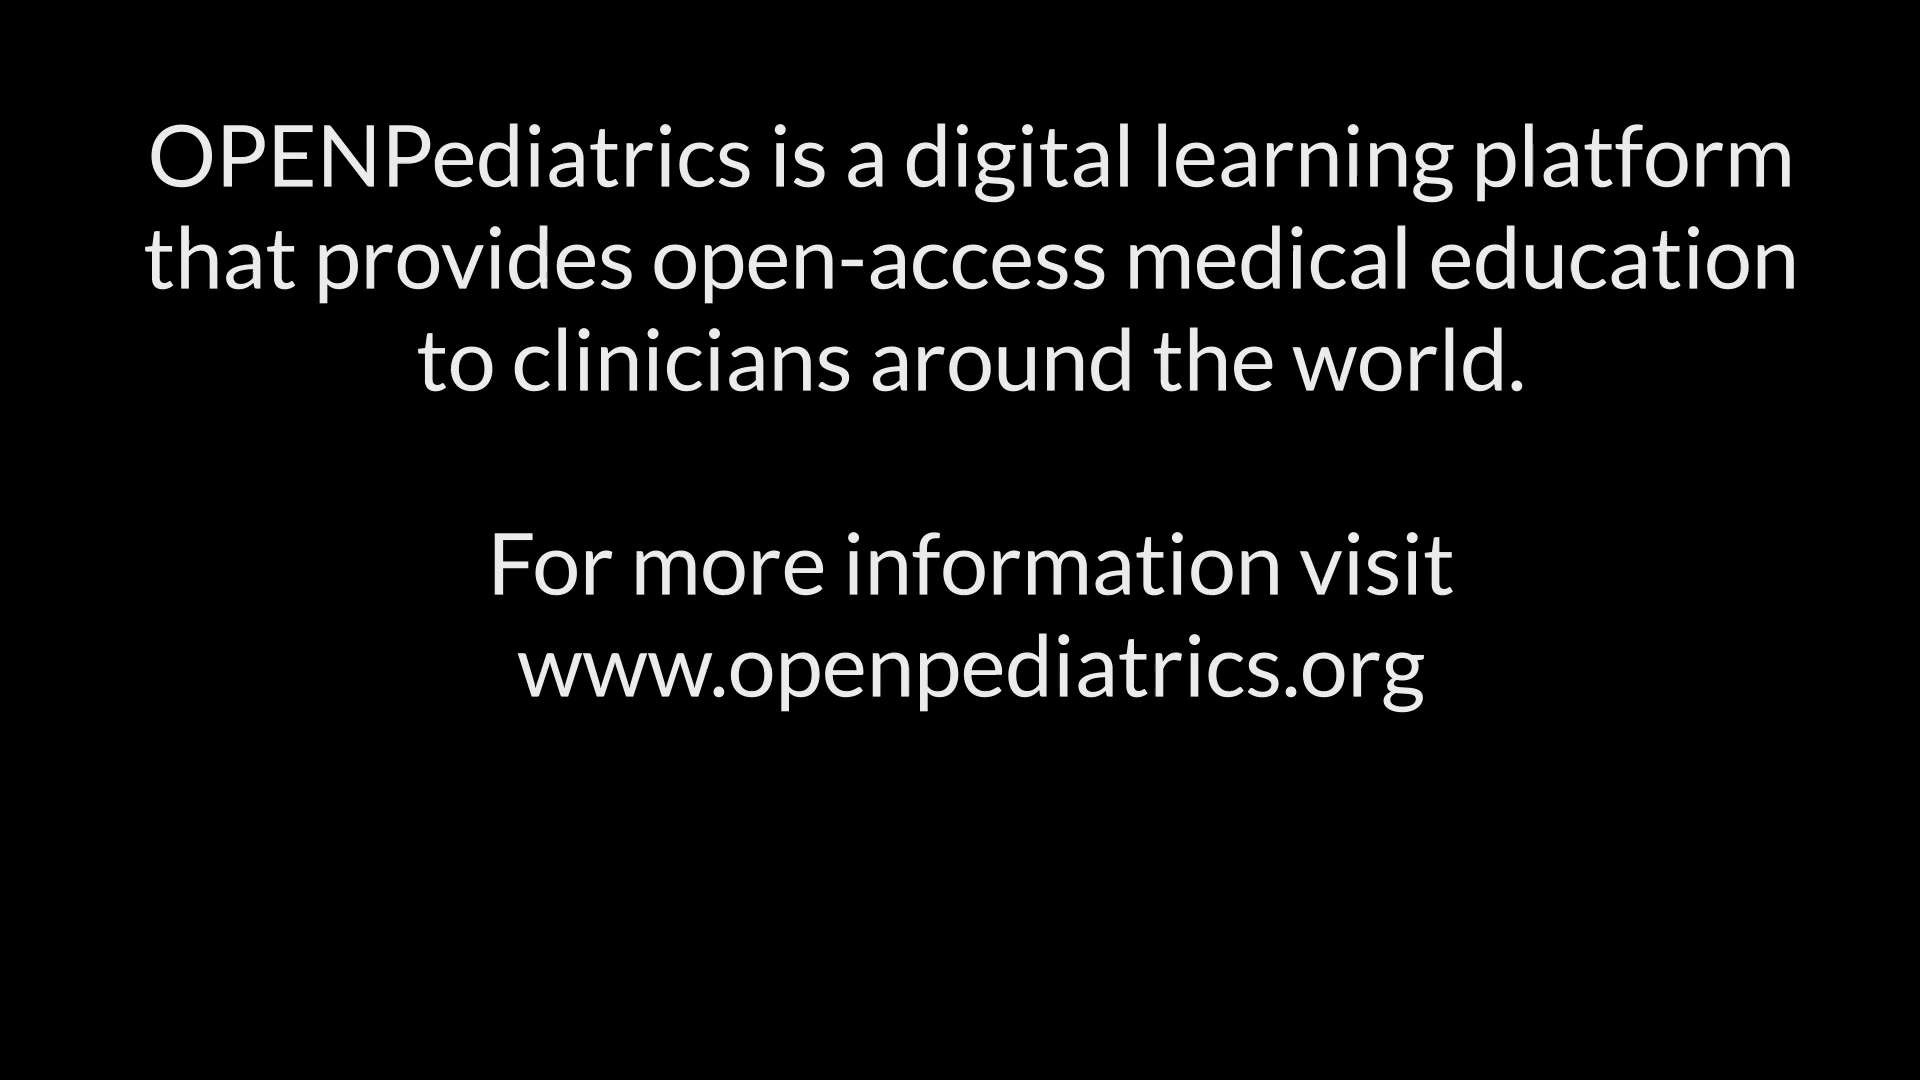 OPENPediatrics is a digital learning platform
that provides open-access medical education
to clinicians around the world.
For more information visit
www.openpediatrics.org